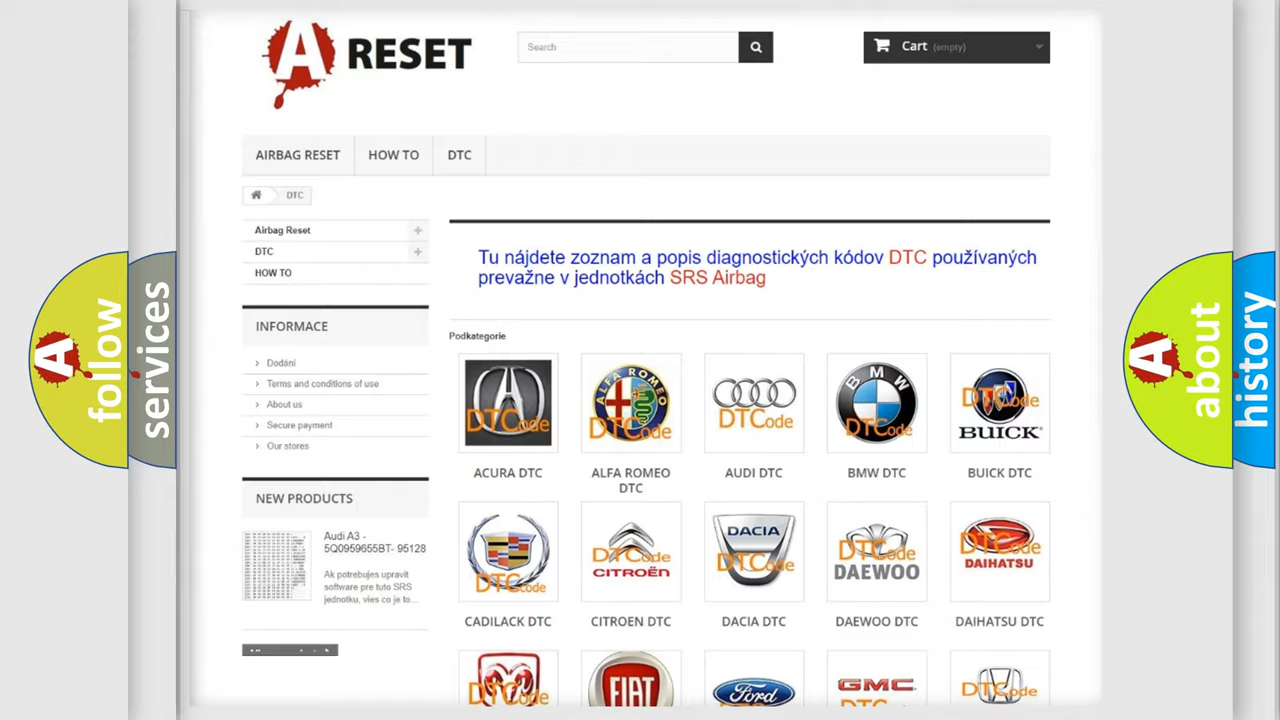 A RESET
Search
Cart (empty)
AIRBAG RESET
HOW TO
DTC
DTC
Airbag Reset
DTC
HOW TO
INFORMACE
Dodání
Terms and conditions of use
About us
Secure payment
Our stores
NEW PRODUCTS
Audi A3 -
5Q0959655BT- 95128
Ak potrebujes upravit
software pre tuto SRS
jednotku, vies co je to...
Tu nájdete zoznam a popis diagnostických kódov DTC používaných
prevažne v jednotkách SRS Airbag
Podkategorie
DTCode
ALFA ROMEO
DTCode
DTCode
BMW
DTCode
DTCode
BUICK
ACURA DTC
ALFA ROMEO
DTC
AUDI DTC
BMW DTC
BUICK DTC
DTCode
DTCode
CITROËN
DACIA
DTCode
DTCode
DAEWOO
DTCode
DAIHATSU
CADILACK DTC
CITROEN DTC
DACIA DTC
DAEWOO DTC
DAIHATSU DTC
DTCode
FIAT
Ford
GMC
DTCode
A follow
services
A about
history